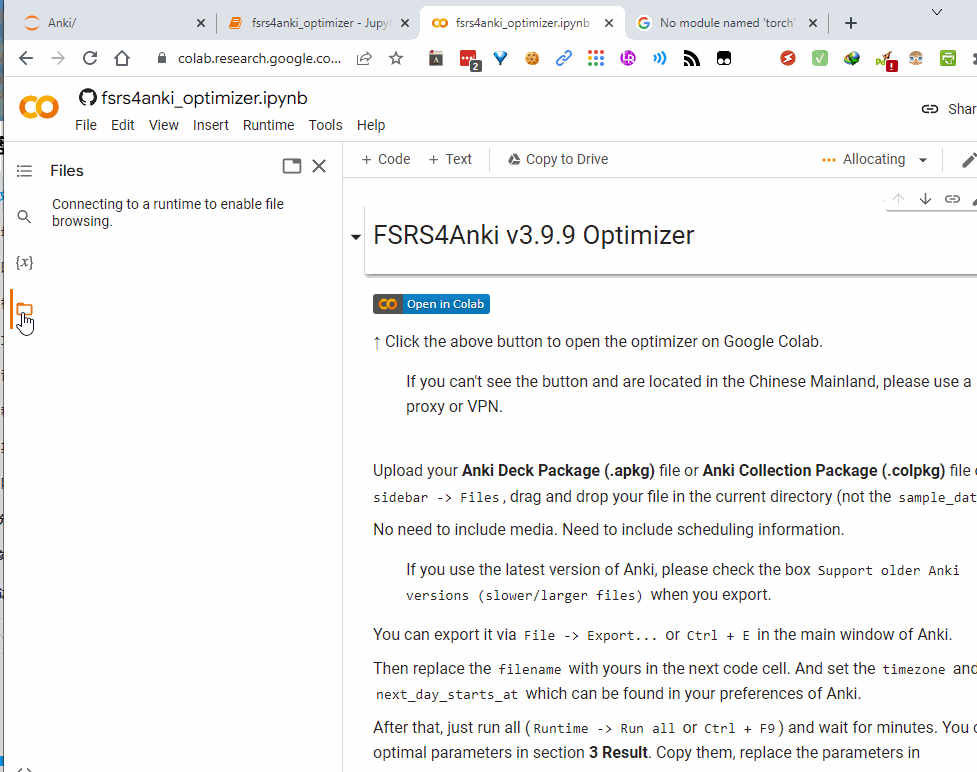 Anki/
fsrs4anki_optimizer - Jupy
fsrs4anki_optimizer.ipynb
No module named 'torch'
colab.research.google.co...
2
fsrs4anki_optimizer.ipynb
File Edit View Insert Runtime Tools Help
Shar
Files
+ Code + Text Copy to Drive Allocating
Connecting to a runtime to enable file
browsing.
{x}
FSRS4Anki v3.9.9 Optimizer
Open in Colab
↑ Click the above button to open the optimizer on Google Colab.
If you can't see the button and are located in the Chinese Mainland, please use a
proxy or VPN.
Upload your Anki Deck Package (.apkg) file or Anki Collection Package (.colpkg) file
sidebar -> Files, drag and drop your file in the current directory (not the sample_dat
No need to include media. Need to include scheduling information.
If you use the latest version of Anki, please check the box Support older Anki
versions (slower/larger files) when you export.
You can export it via File -> Export... or Ctrl + E in the main window of Anki.
Then replace the filename with yours in the next code cell. And set the timezone and
next_day_starts_at which can be found in your preferences of Anki.
After that, just run all (Runtime -> Run all or Ctrl + F9) and wait for minutes. You c
optimal parameters in section 3 Result. Copy them, replace the parameters in